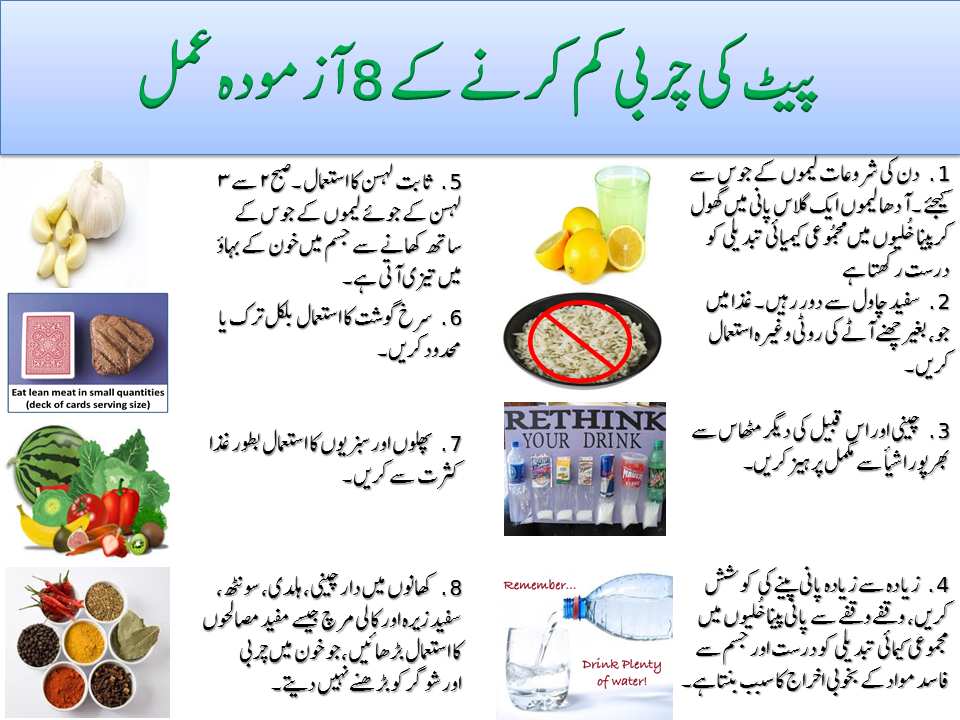 پیٹ کی چربی کم کرنے کے 8 آزمودہ عمل
1. دن کی شروعات لیموں کے جوس سے
کیجئے۔ آدھا لیموں ایک گلاس پانی میں گھول
کر پینا خُلیوں میں مجموعی کیمیائی تبدیلی کو
درست رکھتا ہے
2. سفید چاول سے دور رہیں۔ غذا میں
جو، بغیر چھنے آٹے کی روٹی وغیرہ استعمال
کریں۔
RETHINK
YOUR DRINK
3. چینی اور اس قبیل کی دیگر مٹھاس سے
بھرپور اشیأ سے مکمل پرہیز کریں۔
4. زیادہ سے زیادہ پانی پینے کی کوشش
کریں، وقفے وقفے سے پانی پینا خُلیوں میں
مجموعی کیمائی تبدیلی کو درست اور جسم سے
فاسد مواد کے بخوبی اخراج کا سبب بنتا ہے۔
Remember...
Drink Plenty
of water!
5. ثابت لہسن کا استعمال۔ صبح ۲ سے ۳
لہسن کے جوئے لیموں کے جوس کے
ساتھ کھانے سے جسم میں خون کے بہاؤ
میں تیزی آتی ہے۔
6. سرخ گوشت کا استعمال بلکل ترک یا
محدود کریں۔
Eat lean meat in small quantities
(deck of cards serving size)
7. پھلوں اور سبزیوں کا استعمال بطور غذا
کثرت سے کریں۔
8. کھانوں میں دار چینی، ہلدی، سونٹھ،
سفید زیرہ اور کالی مرچ جیسے مفید مصالحوں
کا استعمال بڑھائیں، جو خون میں چربی
اور شوگر کو بڑھنے نہیں دیتے۔